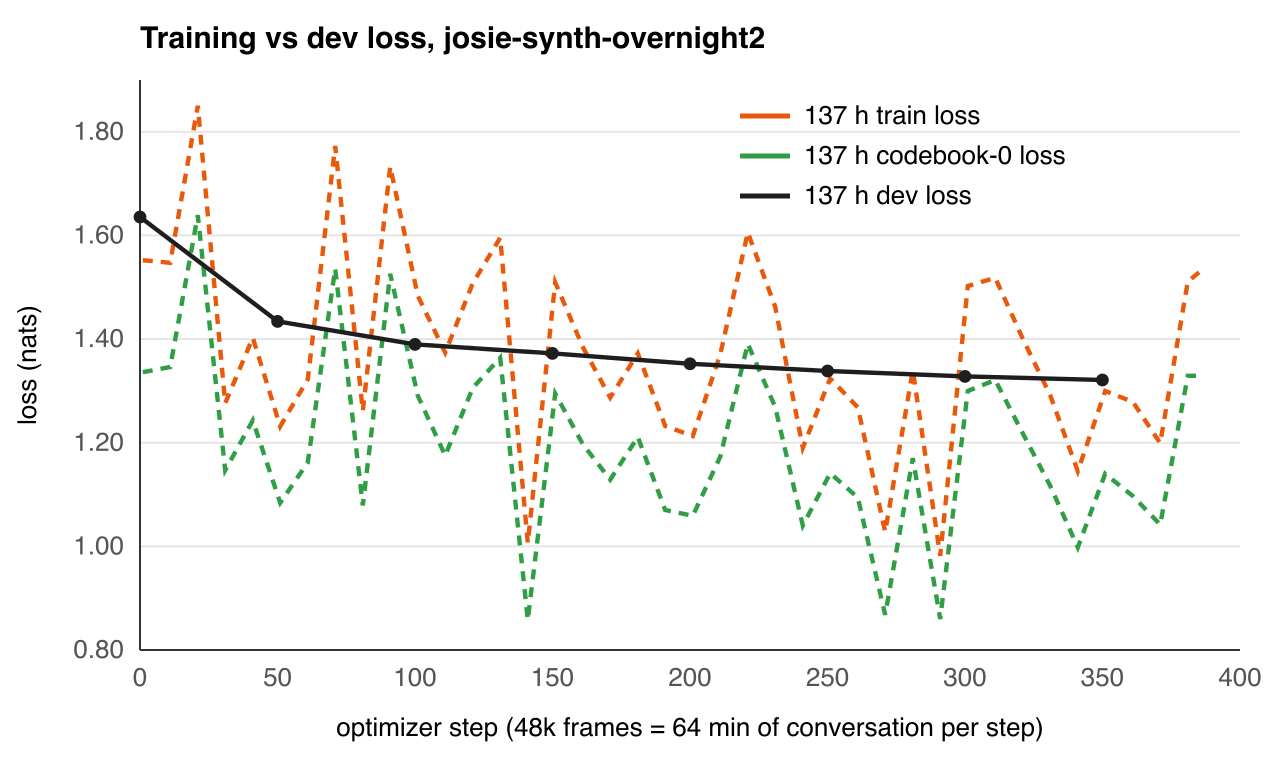 Training vs dev loss, josie-synth-overnight2
137 h train loss
137 h codebook-0 loss
137 h dev loss
loss (nats)
1.80
1.60
1.40
1.20
1.00
0.80
0 50 100 150 200 250 300 350 400
optimizer step (48k frames = 64 min of conversation per step)